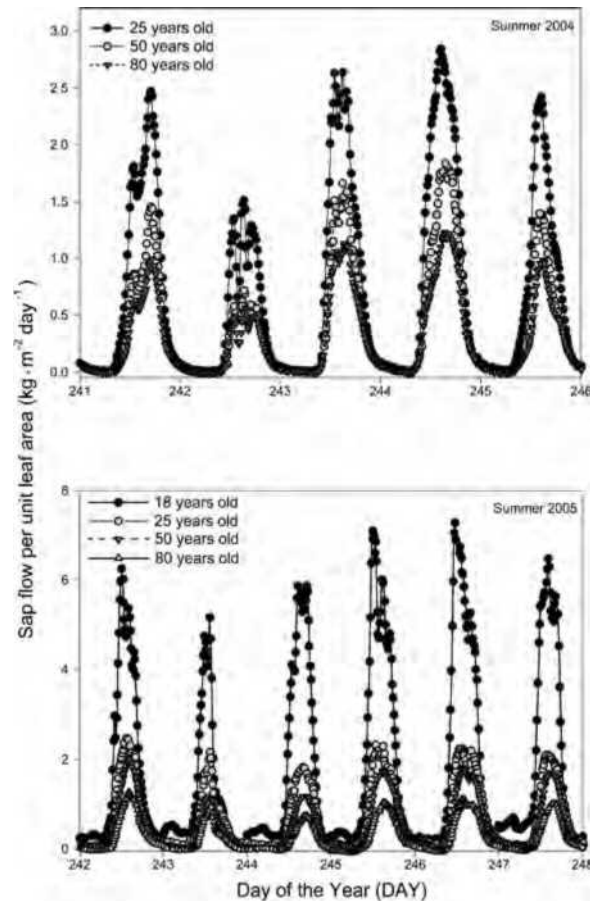 25 years old
50 years old
80 years old
Summer 2004
3.0
2.5
2.0
1.5
1.0
0.5
0.0
241 242 243 244 245 246
Sap flow per unit leaf area (kg · m⁻² day⁻¹)
18 years old
25 years old
50 years old
80 years old
Summer 2005
8
6
4
2
0
242 243 244 245 246 247 248
Day of the Year (DAY)